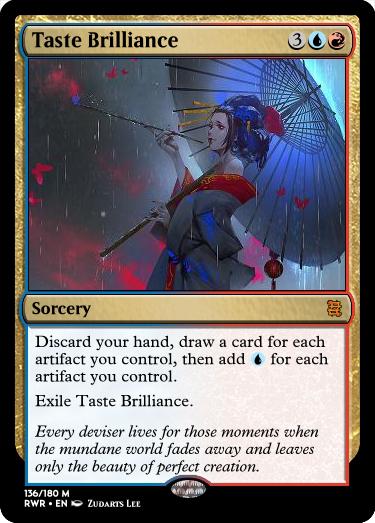 Taste Brilliance 3
Sorcery
Discard your hand, draw a card for each
artifact you control, then add for each
artifact you control.
Exile Taste Brilliance.
Every deviser lives for those moments when
the mundane world fades away and leaves
only the beauty of perfect creation.
136/180 M
RWR • EN Zudarts Lee